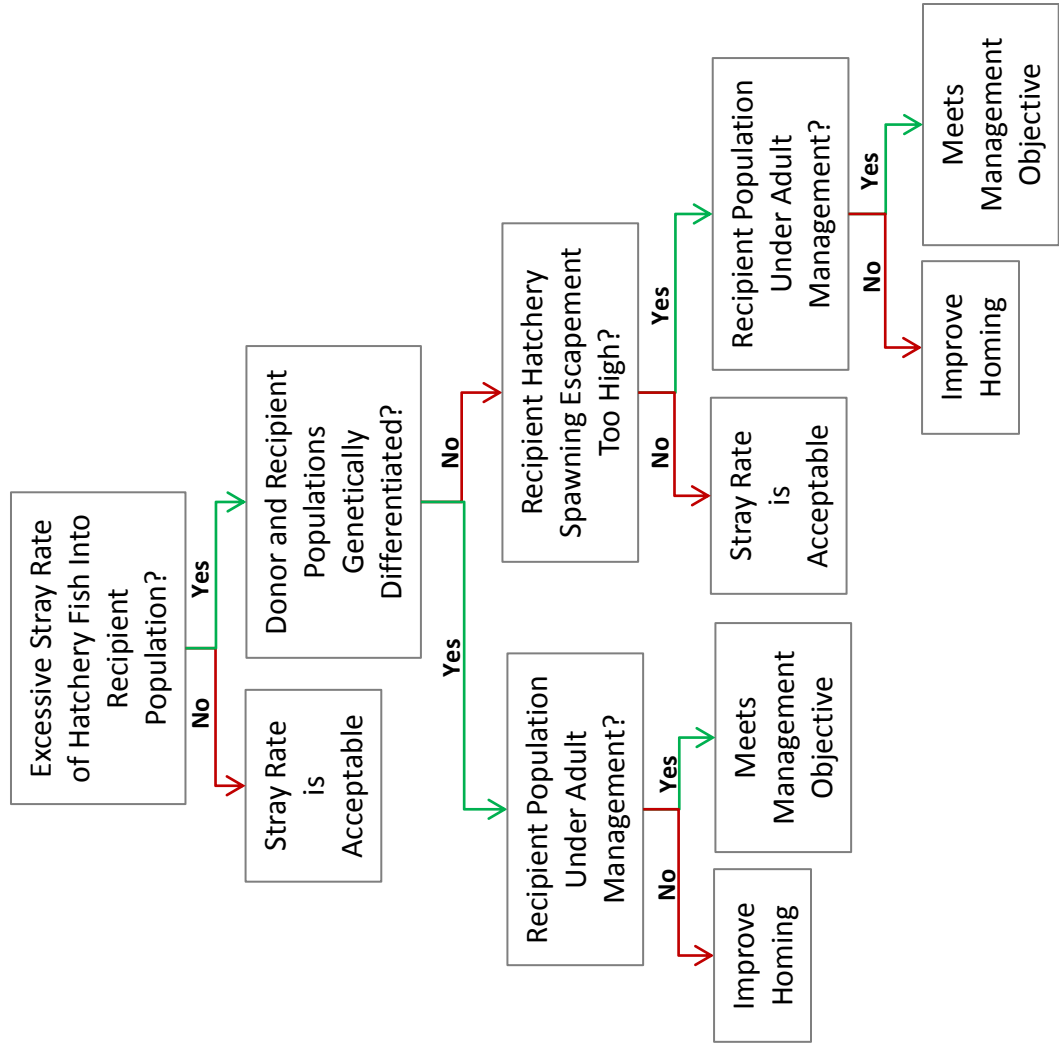 Excessive Stray Rate
of Hatchery Fish Into
Recipient
Population?
No
Yes
Stray Rate
is
Acceptable
Donor and Recipient
Populations
Genetically
Differentiated?
Yes
No
Recipient Population
Under Adult
Management?
Recipient Hatchery
Spawning Escapement
Too High?
No
Yes
No
Yes
Improve
Homing
Meets
Management
Objective
Stray Rate
is
Acceptable
Recipient Population
Under Adult
Management?
No
Yes
Improve
Homing
Meets
Management
Objective